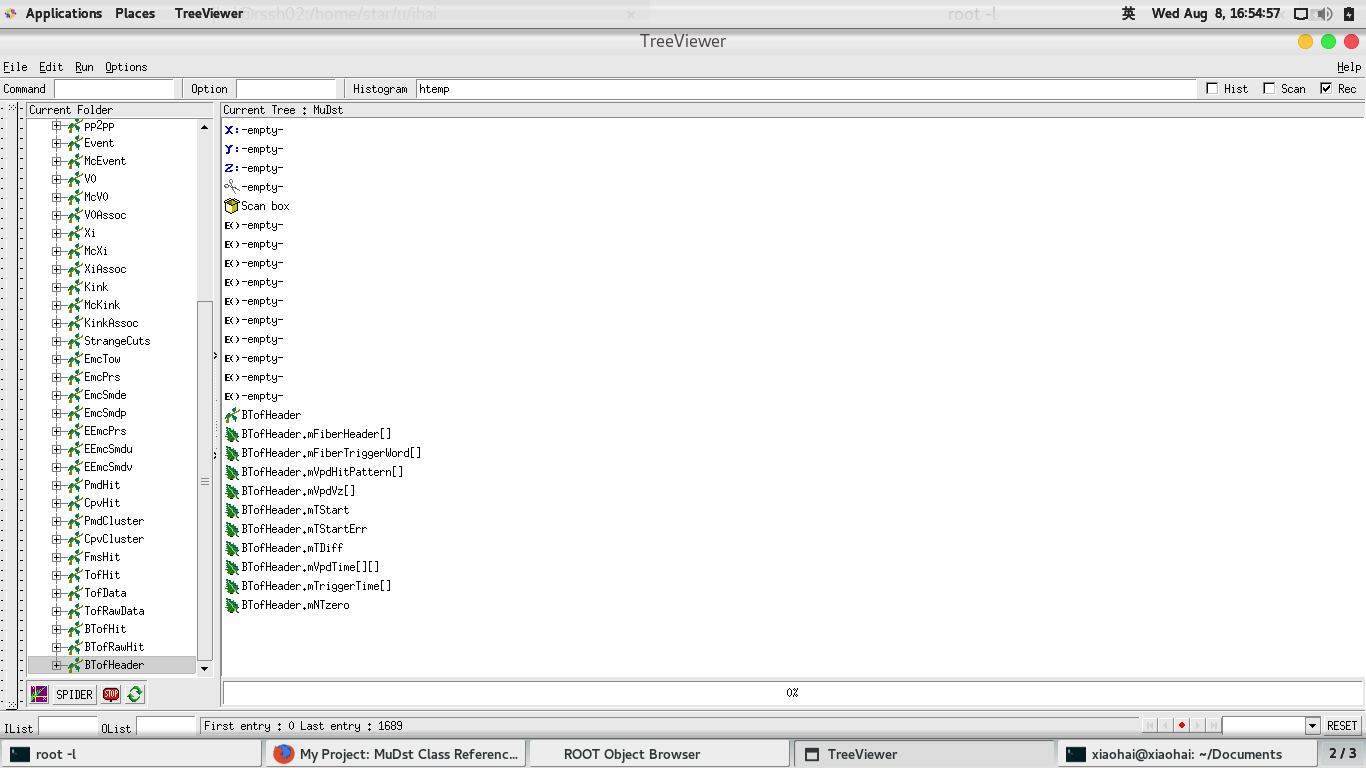 Applications Places TreeViewer @rssh02:/home/star/u/jhai root -l 英 Wed Aug 8, 16:54:57
TreeViewer
File Edit Run Options Help
Command Option Histogram htemp Hist Scan Rec
Current Folder
pp2pp
Event
McEvent
V0
McV0
V0Assoc
Xi
McXi
XiAssoc
Kink
McKink
KinkAssoc
StrangeCuts
EmcTow
EmcPrs
EmcSmde
EmcSmdp
EEmcPrs
EEmcSmdu
EEmcSmdv
PmdHit
CpvHit
PmdCluster
CpvCluster
FmsHit
TofHit
TofData
TofRawData
BTofHit
BTofRawHit
BTofHeader
SPIDER STOP
Current Tree : MuDst
X:-empty-
Y:-empty-
Z:-empty-
-empty-
Scan box
E()-empty-
E()-empty-
E()-empty-
E()-empty-
E()-empty-
E()-empty-
E()-empty-
E()-empty-
E()-empty-
E()-empty-
BTofHeader
BTofHeader.mFiberHeader[]
BTofHeader.mFiberTriggerWord[]
BTofHeader.mVpdHitPattern[]
BTofHeader.mVpdVz[]
BTofHeader.mTStart
BTofHeader.mTStartErr
BTofHeader.mTDiff
BTofHeader.mVpdTime[][]
BTofHeader.mTriggerTime[]
BTofHeader.mNTzero
0%
IList OList First entry : 0 Last entry : 1689 RESET
root -l My Project: MuDst Class Referenc... ROOT Object Browser TreeViewer xiaohai@xiaohai: ~/Documents 2 / 3